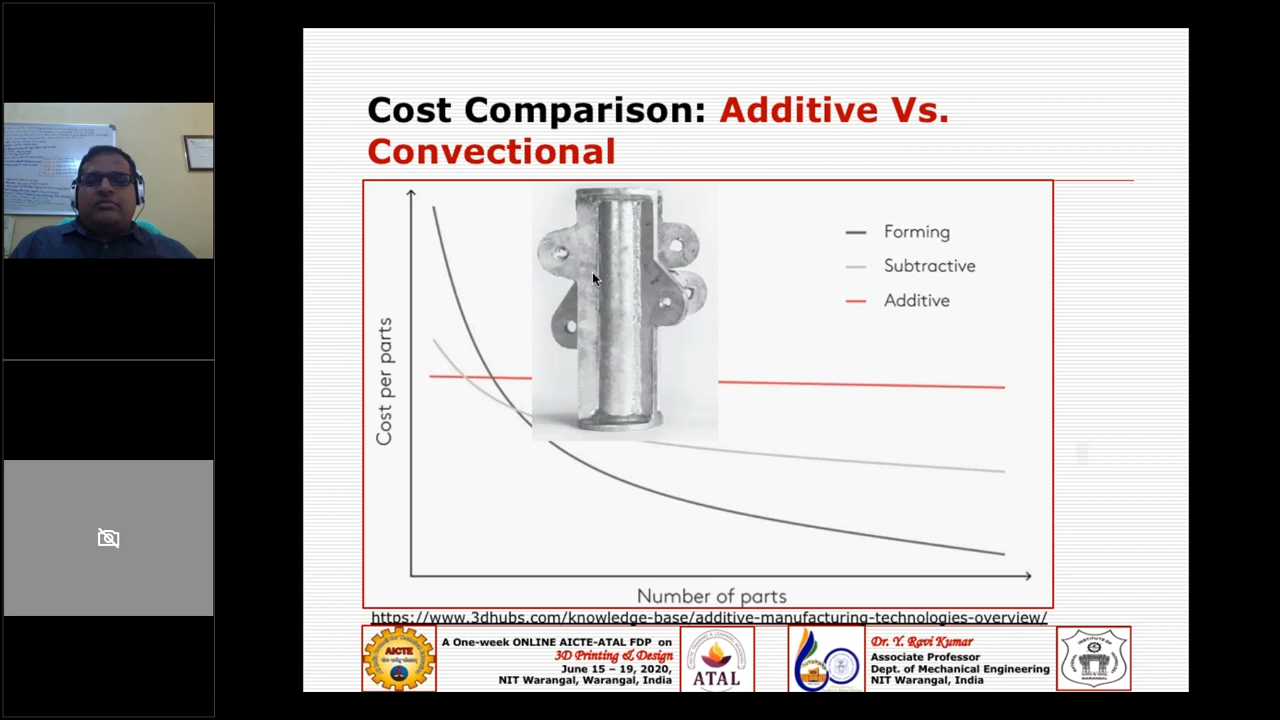 Cost Comparison: Additive Vs.
Convectional
Cost per parts
Forming
Subtractive
Additive
Number of parts
https://www.3dhubs.com/knowledge-base/additive-manufacturing-technologies-overview/
AICTE
A One-week ONLINE AICTE-ATAL FDP on
3D Printing & Design
June 15 – 19, 2020,
NIT Warangal, Warangal, India
ATAL
Dr. Y. Ravi Kumar
Associate Professor
Dept. of Mechanical Engineering
NIT Warangal, India